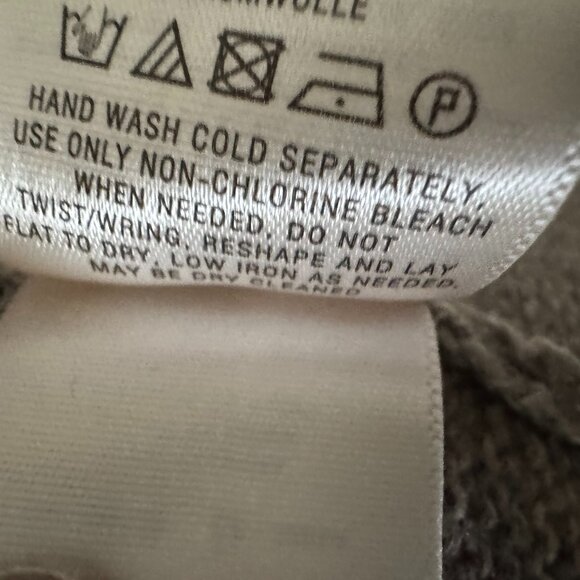 HAND WASH COLD SEPARATELY,
USE ONLY NON-CHLORINE BLEACH
WHEN NEEDED, DO NOT
TWIST/WRING, RESHAPE AND LAY
FLAT TO DRY, LOW IRON AS NEEDED,
MAY BE DRY CLEANED